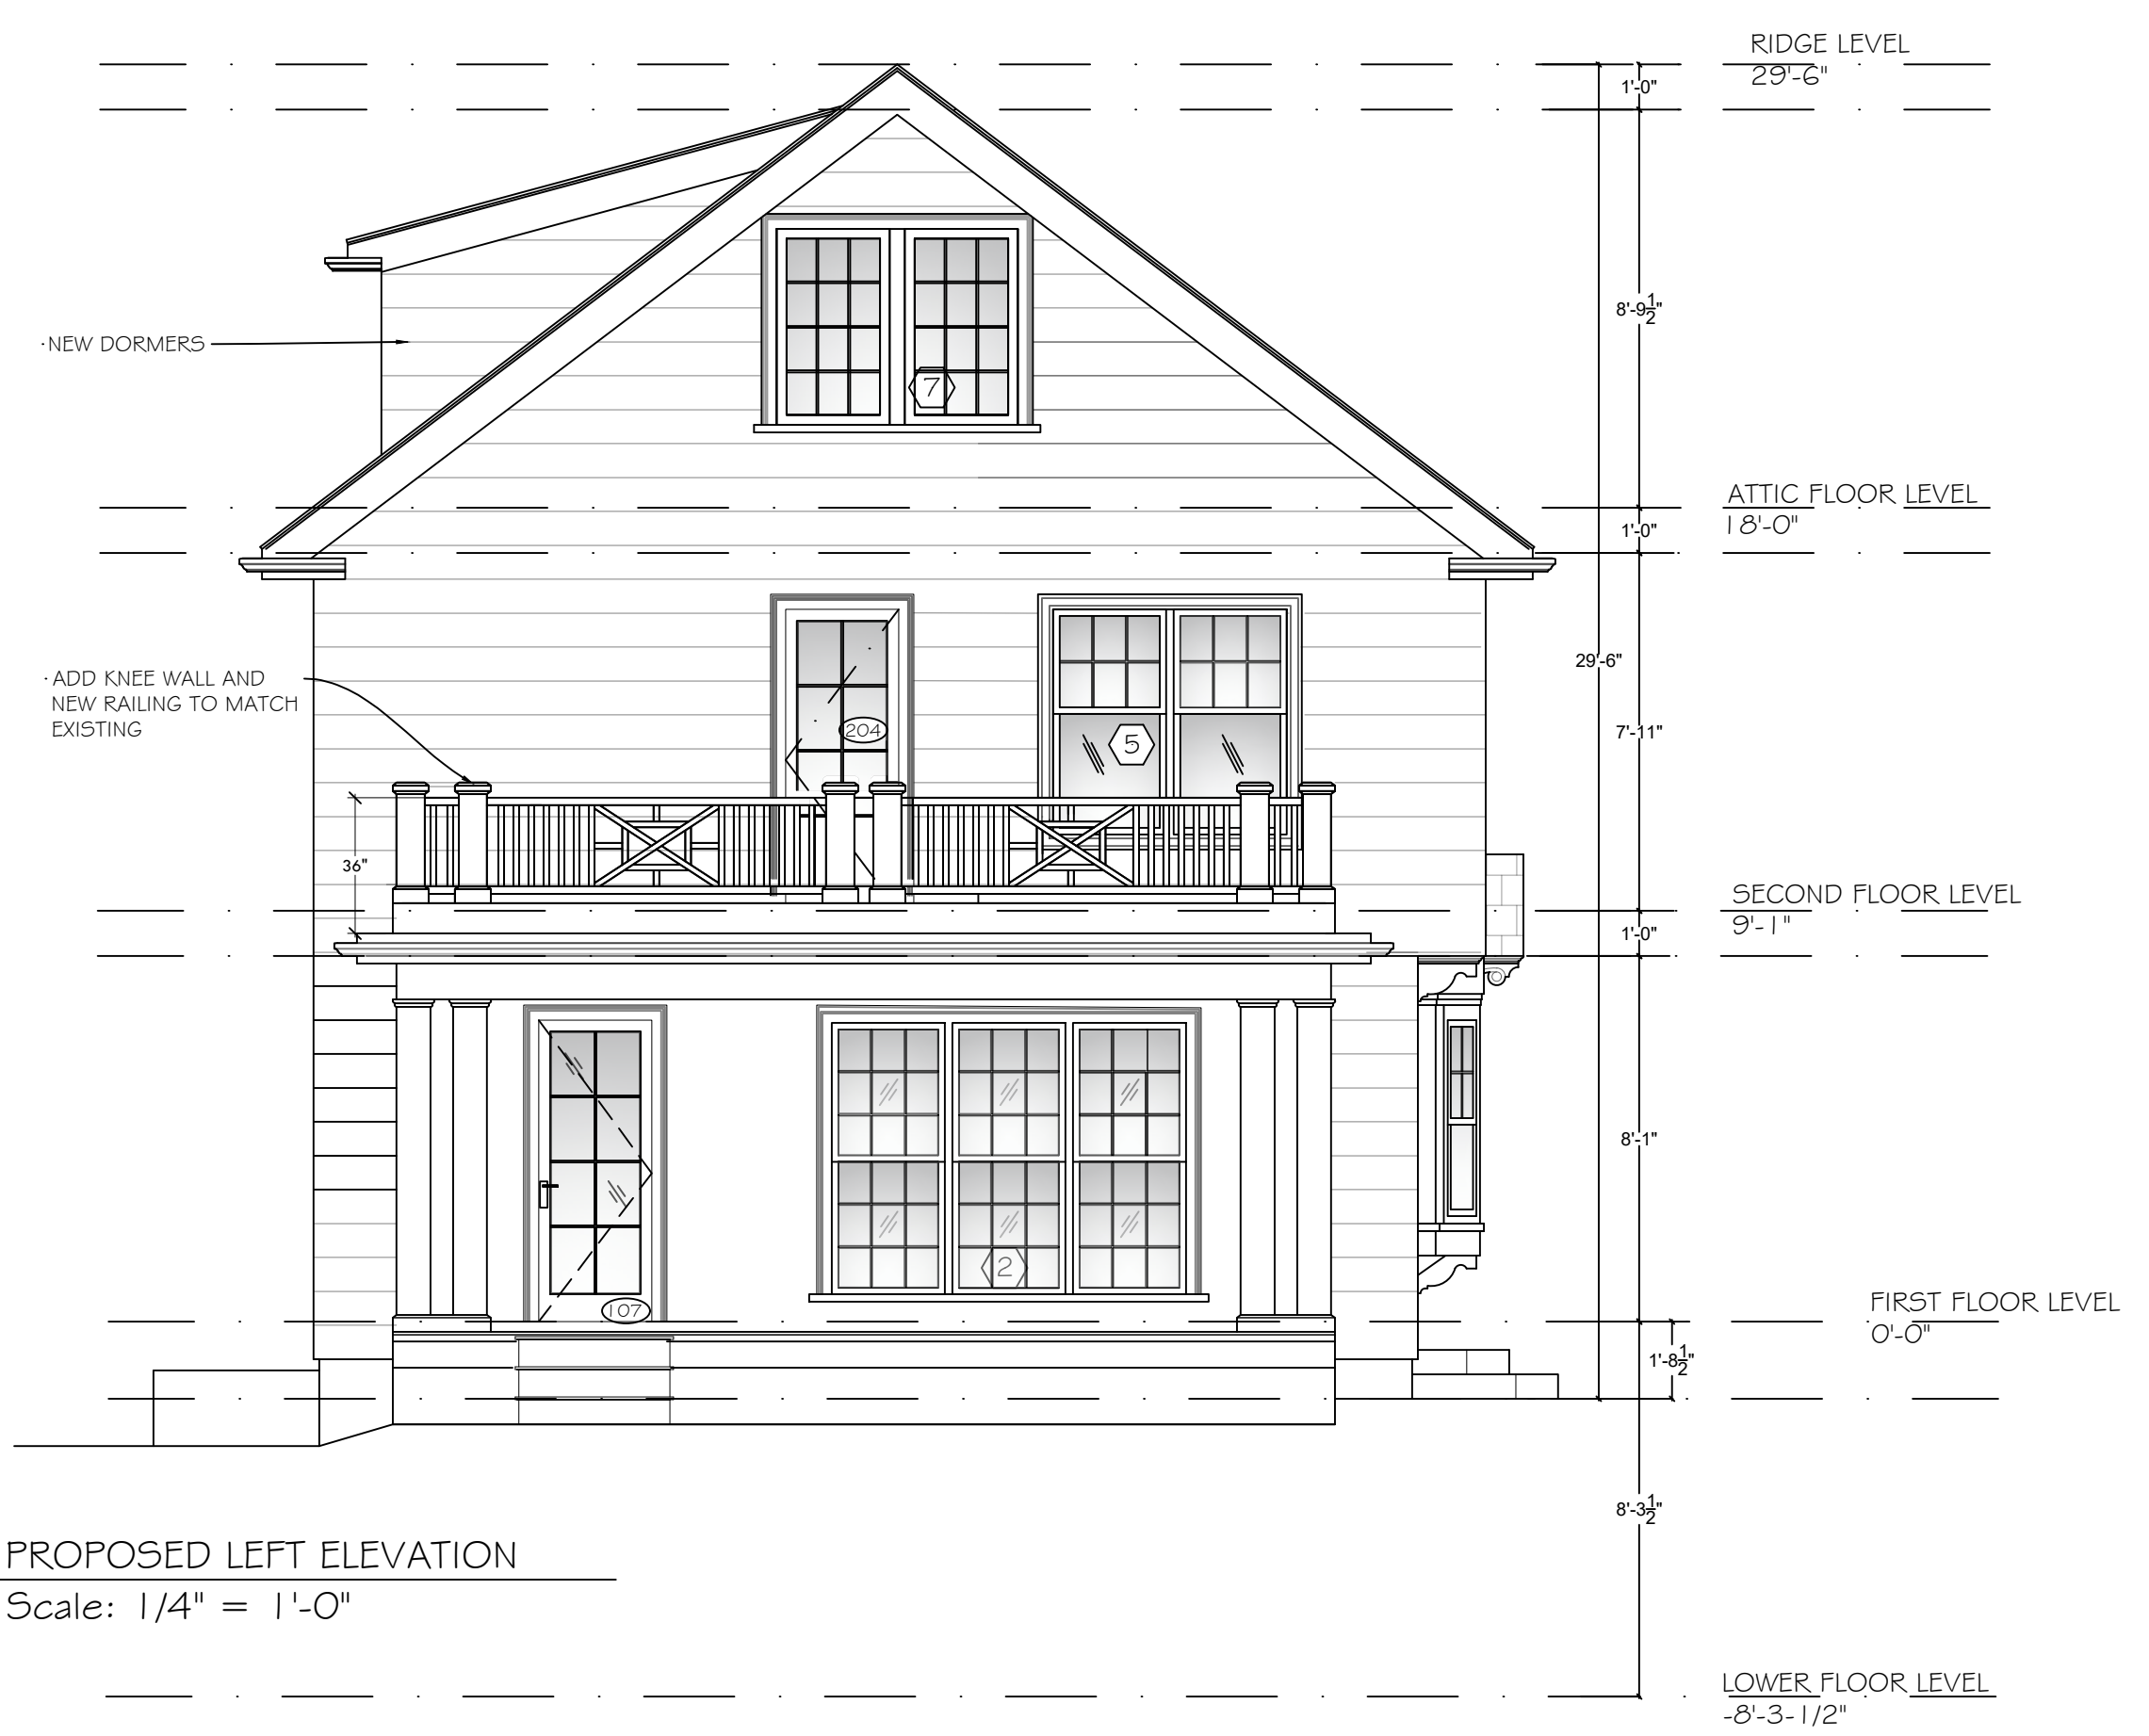 RIDGE LEVEL
29'-6"
1'-0"
8'-9 1/2"
·NEW DORMERS
7
ATTIC FLOOR LEVEL
18'-0"
1'-0"
29'-6"
·ADD KNEE WALL AND
NEW RAILING TO MATCH
EXISTING
204
5
7'-11"
36"
SECOND FLOOR LEVEL
9'-1"
1'-0"
8'-1"
2
107
FIRST FLOOR LEVEL
0'-0"
1'-8 1/2"
8'-3 1/2"
PROPOSED LEFT ELEVATION
Scale: 1/4" = 1'-0"
LOWER FLOOR LEVEL
-8'-3-1/2"